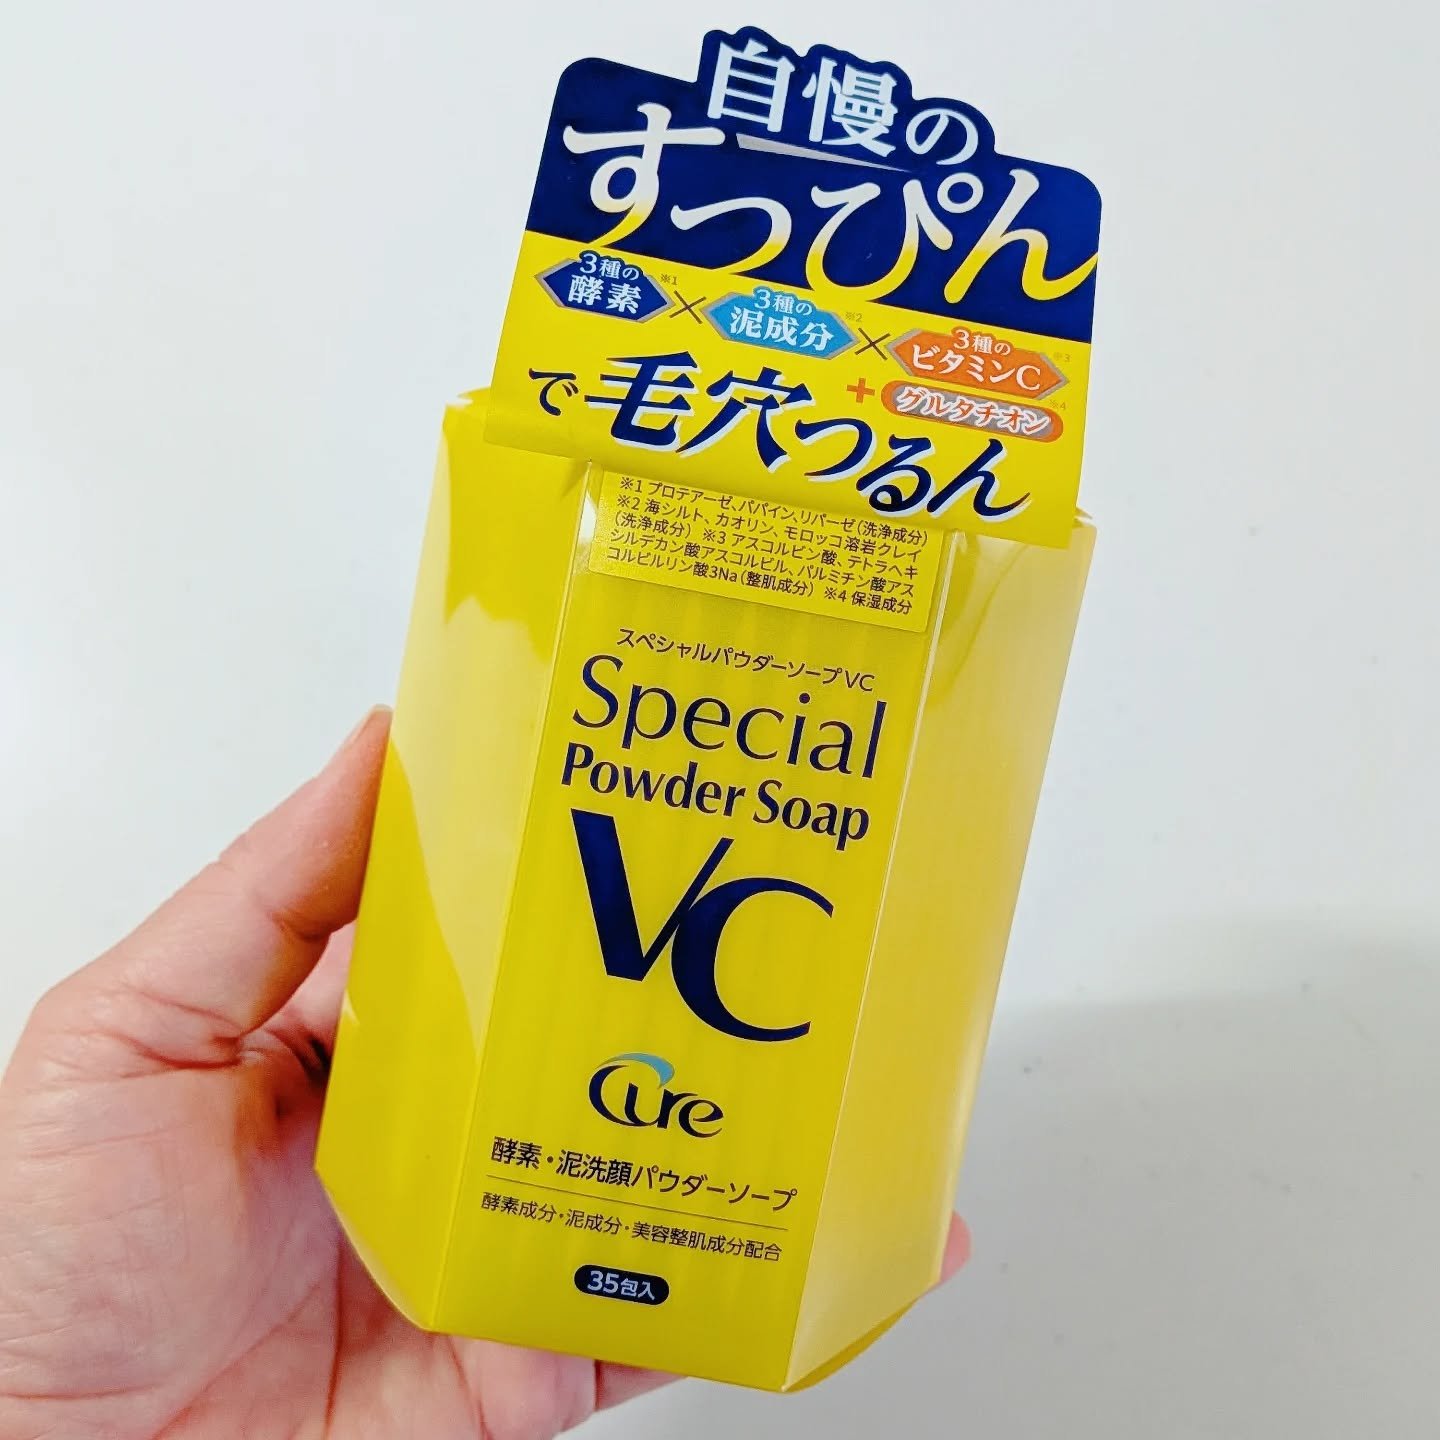 自慢の
すっぴん
3種の
酵素
※1
×
3種の
泥成分
※2
×
3種の
ビタミンC
※3
+
グルタチオン
※4
で毛穴つるん
※1 プロテアーゼ、パパイン、リパーゼ(洗浄成分)
※2 海シルト、カオリン、モロッコ溶岩クレイ
(洗浄成分) ※3 アスコルビン酸、テトラヘキ
シルデカン酸アスコルビル、パルミチン酸アス
コルビルリン酸3Na(整肌成分) ※4 保湿成分
スペシャルパウダーソープVC
Special
Powder Soap
VC
Cure
酵素・泥洗顔パウダーソープ
酵素成分・泥成分・美容整肌成分配合
35包入